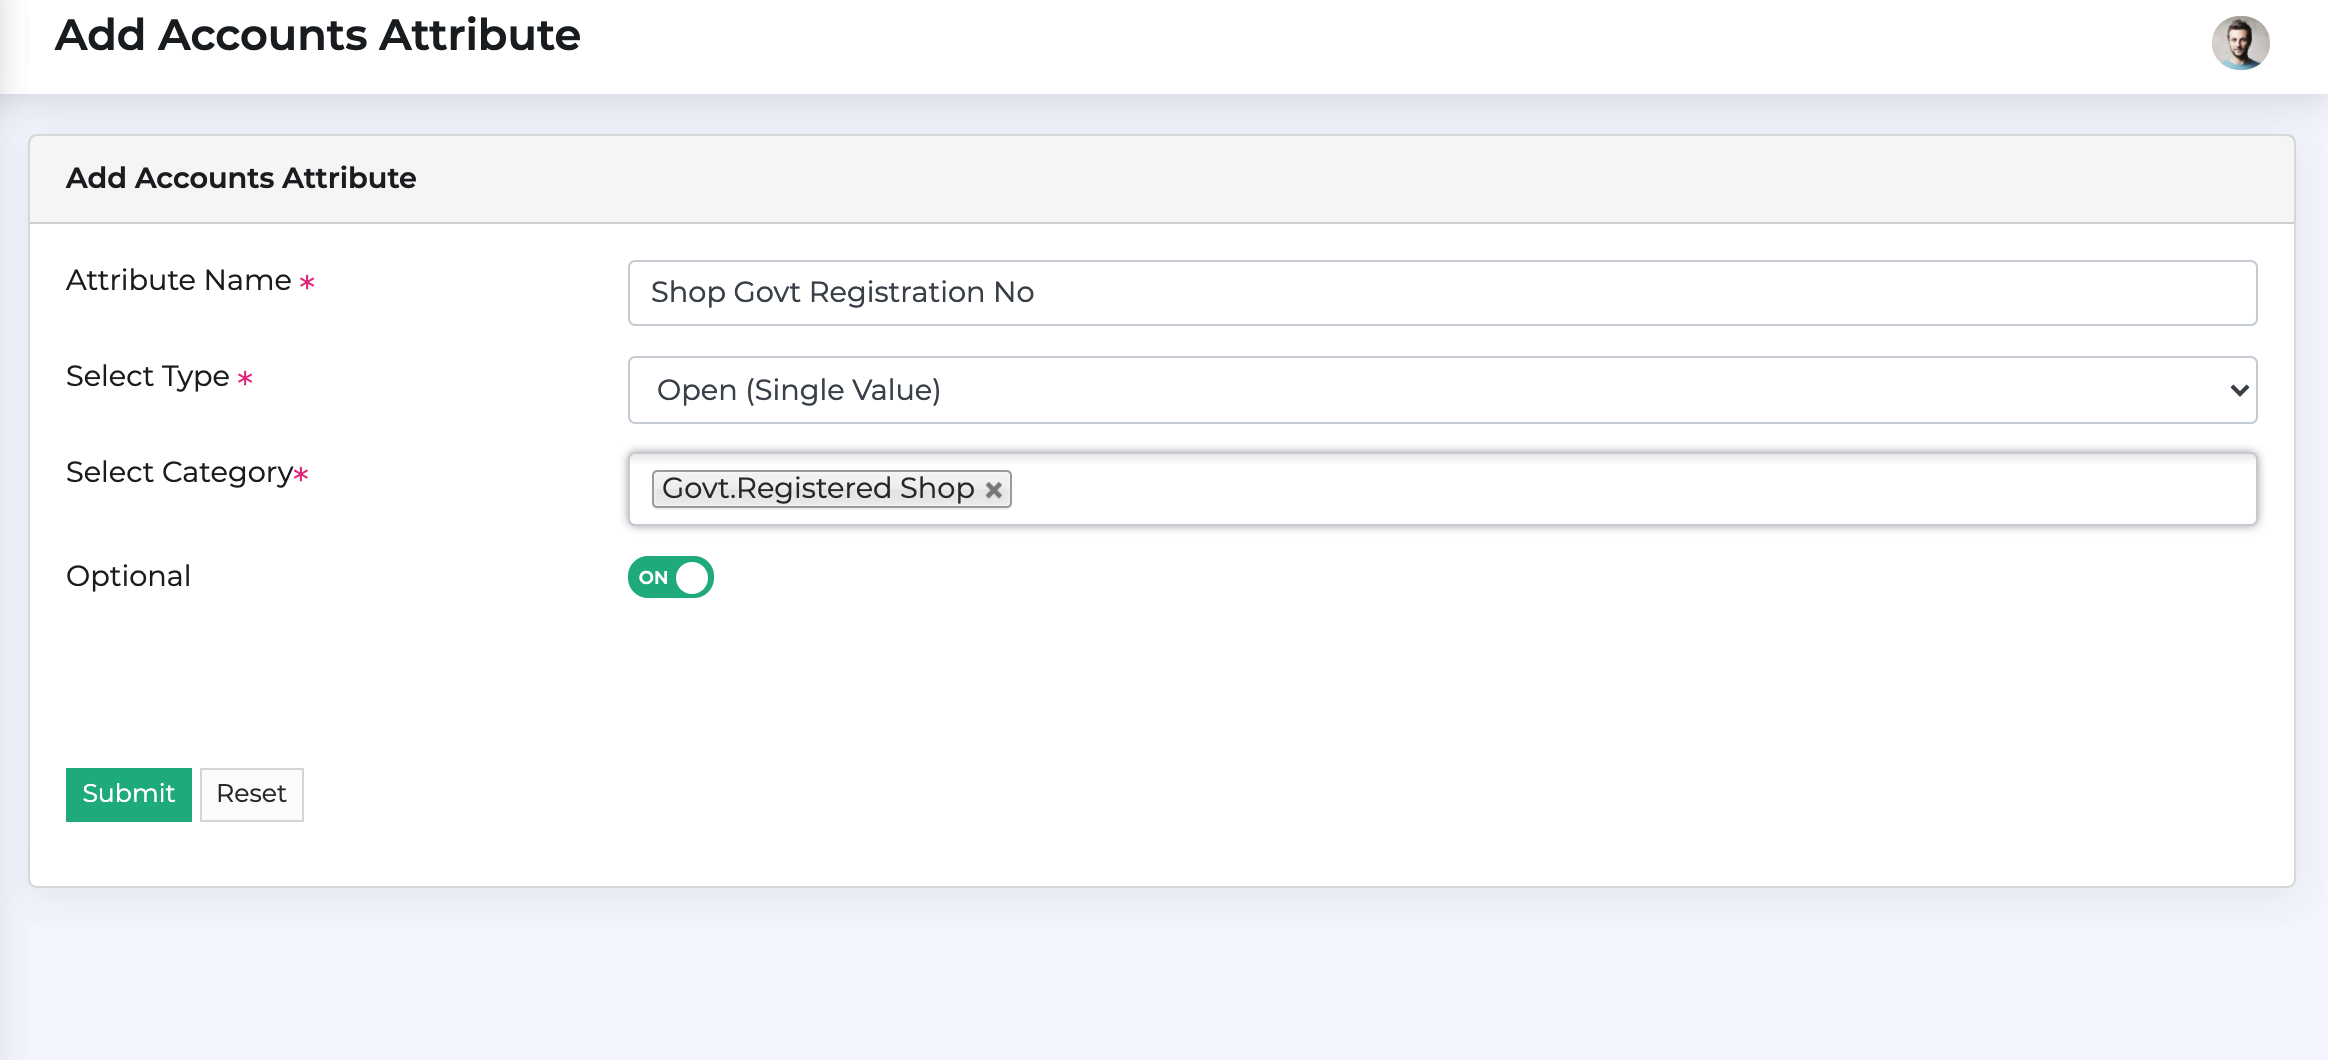 Add Accounts Attribute
Add Accounts Attribute
Attribute Name *
Shop Govt Registration No
Select Type *
Open (Single Value)
Select Category*
Govt.Registered Shop ×
Optional
ON
Submit
Reset